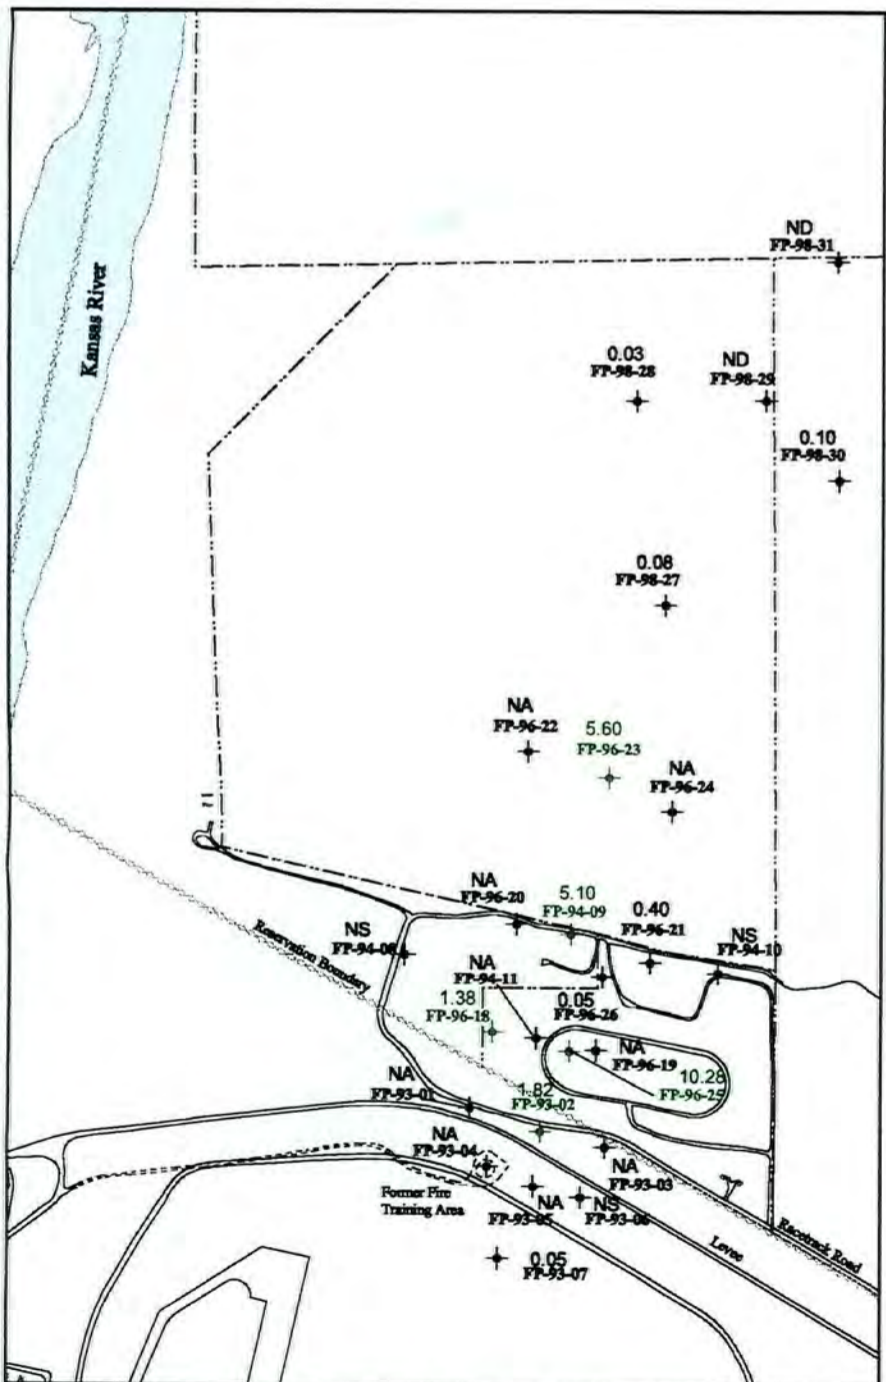 Kansas River
ND
FP-98-31
0.03
FP-98-28
ND
FP-98-29
0.10
FP-98-30
0.08
FP-98-27
NA
FP-96-22
5.60
FP-96-23
NA
FP-96-24
NA
FP-96-20
5.10
FP-94-09
0.40
FP-96-21
NS
FP-94-10
NS
FP-94-08
Reservation Boundary
NA
FP-94-11
1.38
FP-96-18
0.05
FP-96-26
NA
FP-96-19
10.28
FP-96-25
NA
FP-93-01
1.82
FP-93-02
NA
FP-93-04
NA
FP-93-03
Former Fire
Training Area
NA
FP-93-05
NS
FP-93-06
0.05
FP-93-07
Levee
Racetrack Road